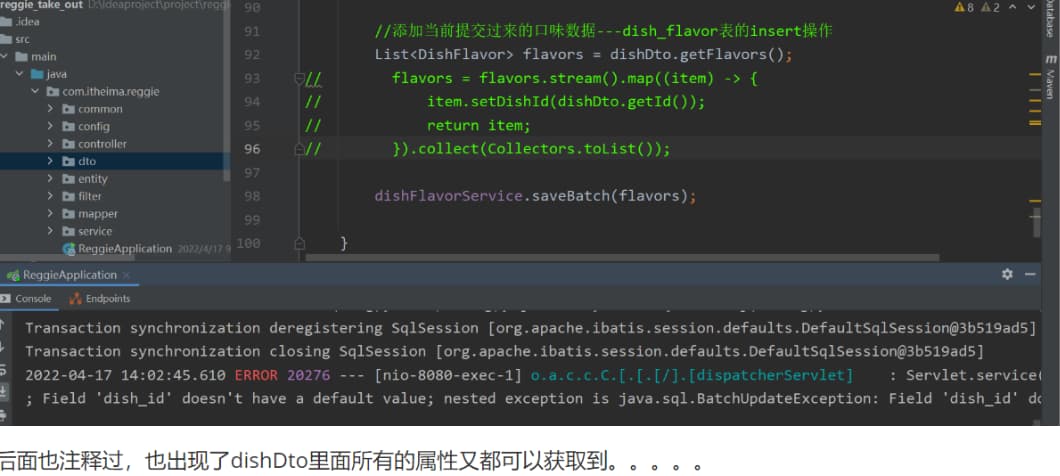 reggie_take_out D:\ideaproject\project\reggi
.idea
src
main
java
com.itheima.reggie
common
config
controller
dto
entity
filter
mapper
service
ReggieApplication 2022/4/17 9
90
91 //添加当前提交过来的口味数据---dish_flavor表的insert操作
92 List<DishFlavor> flavors = dishDto.getFlavors();
93 // flavors = flavors.stream().map((item) -> {
94 // item.setDishId(dishDto.getId());
95 // return item;
96 // }).collect(Collectors.toList());
97
98 dishFlavorService.saveBatch(flavors);
99
100 }
8 2
Database
Maven
ReggieApplication
Console Endpoints
Transaction synchronization deregistering SqlSession [org.apache.ibatis.session.defaults.DefaultSqlSession@3b519ad5]
Transaction synchronization closing SqlSession [org.apache.ibatis.session.defaults.DefaultSqlSession@3b519ad5]
2022-04-17 14:02:45.610 ERROR 20276 --- [nio-8080-exec-1] o.a.c.c.C.[.[.[/].[dispatcherServlet] : Servlet.service(
; Field 'dish_id' doesn't have a default value; nested exception is java.sql.BatchUpdateException: Field 'dish_id' do
后面也注释过，也出现了dishDto里面所有的属性又都可以获取到。。。。。